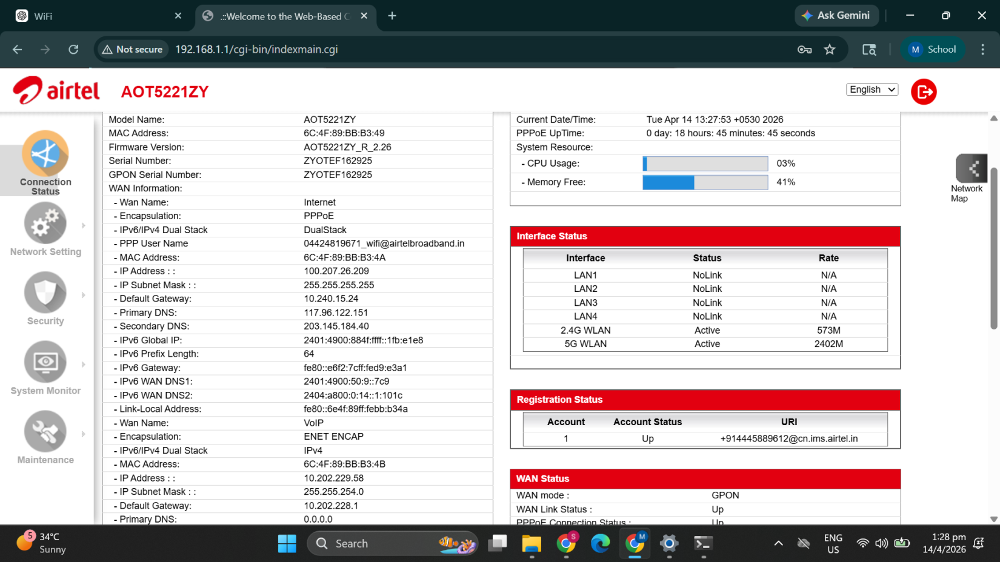 WiFi
.::Welcome to the Web-Based C
Ask Gemini
Not secure
192.168.1.1/cgi-bin/indexmain.cgi
M School
airtel
AOT5221ZY
English
Connection Status
Network Setting
Security
System Monitor
Maintenance
Model Name: AOT5221ZY
MAC Address: 6C:4F:89:BB:B3:49
Firmware Version: AOT5221ZY_R_2.26
Serial Number: ZYOTEF162925
GPON Serial Number: ZYOTEF162925
WAN Information:
- Wan Name: Internet
- Encapsulation: PPPoE
- IPv6/IPv4 Dual Stack DualStack
- PPP User Name 04424819671_wifi@airtelbroadband.in
- MAC Address: 6C:4F:89:BB:B3:4A
- IP Address : : 100.207.26.209
- IP Subnet Mask : : 255.255.255.255
- Default Gateway: 10.240.15.24
- Primary DNS: 117.96.122.151
- Secondary DNS: 203.145.184.40
- IPv6 Global IP: 2401:4900:884f:ffff::1fb:e1e8
- IPv6 Prefix Length: 64
- IPv6 Gateway: fe80::e6f2:7cff:fed9:e3a1
- IPv6 WAN DNS1: 2401:4900:50:9::7c9
- IPv6 WAN DNS2: 2404:a800:0:14::1:101c
- Link-Local Address: fe80::6e4f:89ff:febb:b34a
- Wan Name: VoIP
- Encapsulation: ENET ENCAP
- IPv6/IPv4 Dual Stack IPv4
- MAC Address: 6C:4F:89:BB:B3:4B
- IP Address : : 10.202.229.58
- IP Subnet Mask : : 255.255.254.0
- Default Gateway: 10.202.228.1
- Primary DNS: 0.0.0.0
Current Date/Time: Tue Apr 14 13:27:53 +0530 2026
PPPoE UpTime: 0 day: 18 hours: 45 minutes: 45 seconds
System Resource:
- CPU Usage: 03%
- Memory Free: 41%
Interface Status
Interface Status Rate
LAN1 NoLink N/A
LAN2 NoLink N/A
LAN3 NoLink N/A
LAN4 NoLink N/A
2.4G WLAN Active 573M
5G WLAN Active 2402M
Registration Status
Account Account Status URI
1 Up +914445889612@cn.ims.airtel.in
WAN Status
WAN mode : GPON
WAN Link Status : Up
PPPoE Connection Status : Up
Network
Map
5
34°C
Sunny
Search
S
M
ENG
US
1:28 pm
14/4/2026